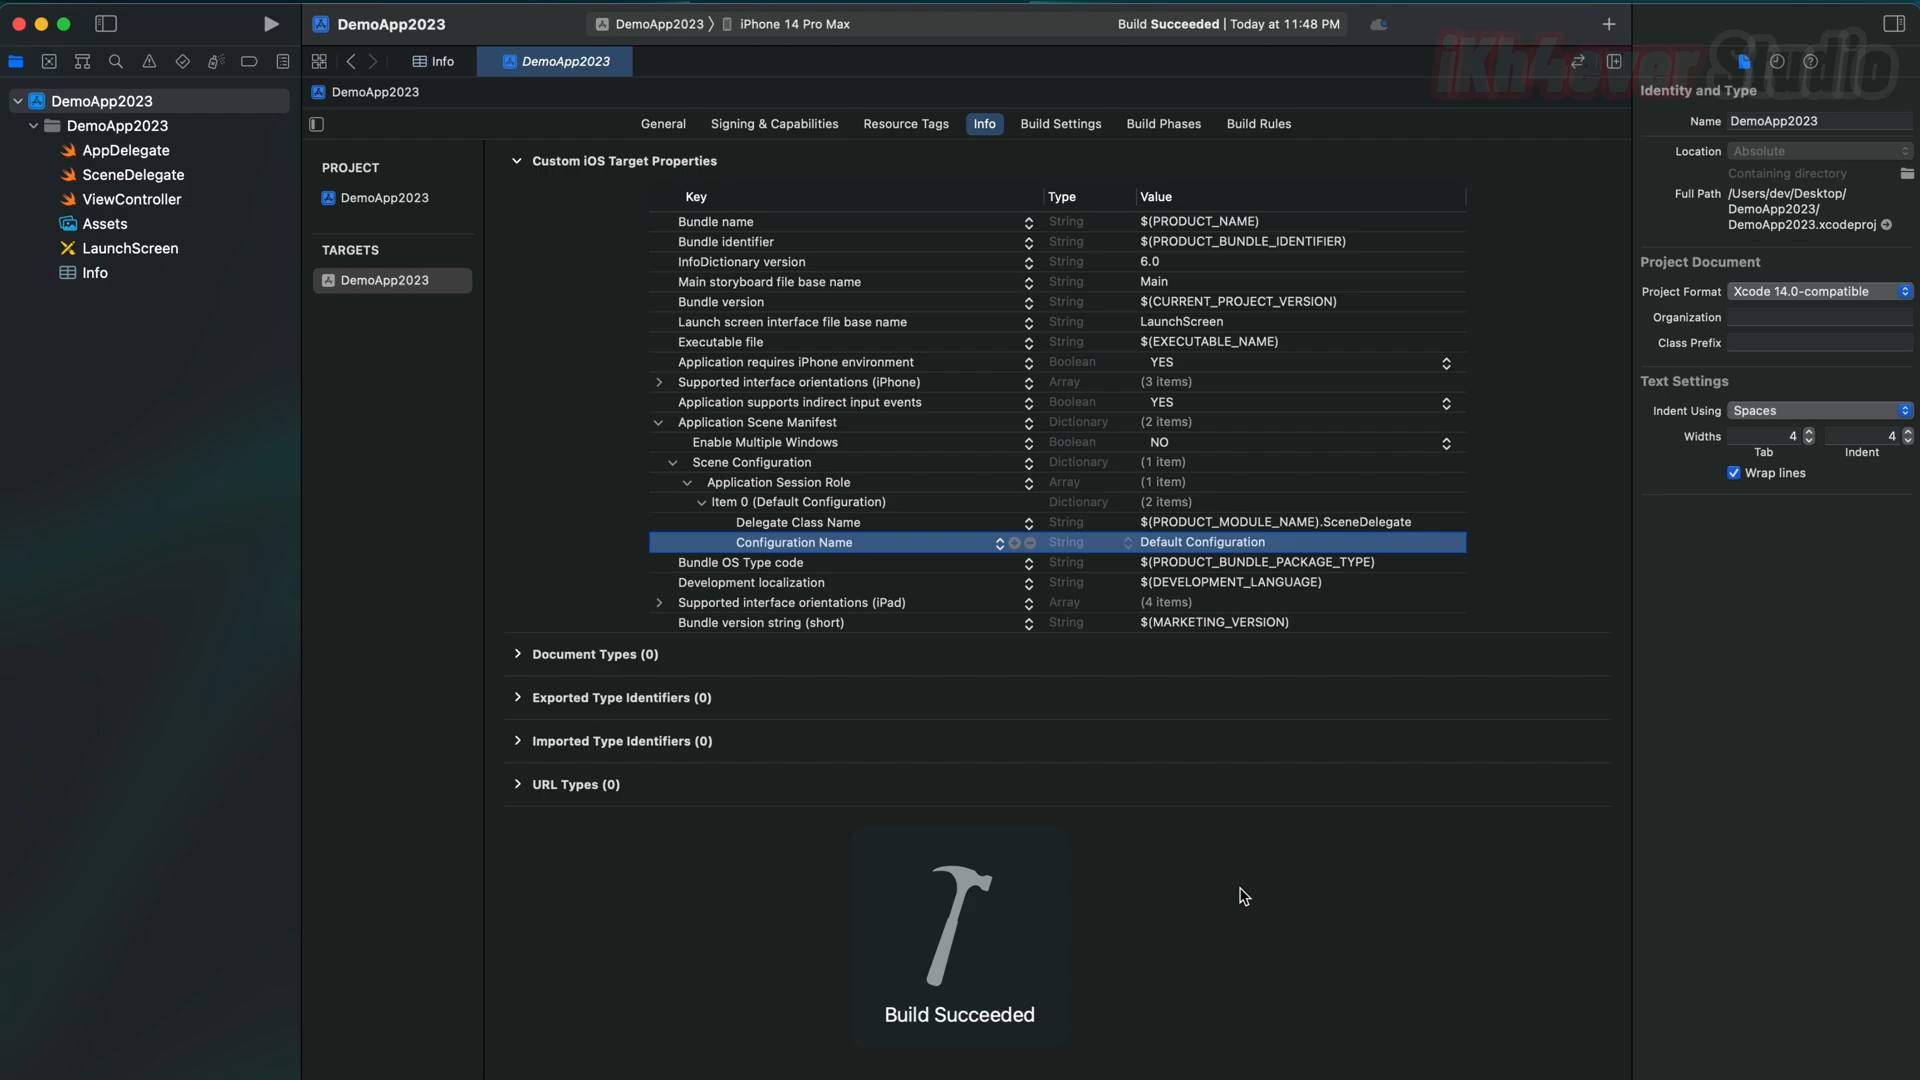 DemoApp2023
DemoApp2023 〉 iPhone 14 Pro Max
Build Succeeded | Today at 11:48 PM
iKh4ever Studio
Info
DemoApp2023
DemoApp2023
DemoApp2023
DemoApp2023
AppDelegate
SceneDelegate
ViewController
Assets
LaunchScreen
Info
General
Signing & Capabilities
Resource Tags
Info
Build Settings
Build Phases
Build Rules
PROJECT
DemoApp2023
TARGETS
DemoApp2023
Custom iOS Target Properties
Key Type Value
Bundle name String $(PRODUCT_NAME)
Bundle identifier String $(PRODUCT_BUNDLE_IDENTIFIER)
InfoDictionary version String 6.0
Main storyboard file base name String Main
Bundle version String $(CURRENT_PROJECT_VERSION)
Launch screen interface file base name String LaunchScreen
Executable file String $(EXECUTABLE_NAME)
Application requires iPhone environment Boolean YES
Supported interface orientations (iPhone) Array (3 items)
Application supports indirect input events Boolean YES
Application Scene Manifest Dictionary (2 items)
Enable Multiple Windows Boolean NO
Scene Configuration Dictionary (1 item)
Application Session Role Array (1 item)
Item 0 (Default Configuration) Dictionary (2 items)
Delegate Class Name String $(PRODUCT_MODULE_NAME).SceneDelegate
Configuration Name String Default Configuration
Bundle OS Type code String $(PRODUCT_BUNDLE_PACKAGE_TYPE)
Development localization String $(DEVELOPMENT_LANGUAGE)
Supported interface orientations (iPad) Array (4 items)
Bundle version string (short) String $(MARKETING_VERSION)
Document Types (0)
Exported Type Identifiers (0)
Imported Type Identifiers (0)
URL Types (0)
Build Succeeded
Identity and Type
Name DemoApp2023
Location Absolute
Containing directory
Full Path /Users/dev/Desktop/
DemoApp2023/
DemoApp2023.xcodeproj
Project Document
Project Format Xcode 14.0-compatible
Organization
Class Prefix
Text Settings
Indent Using Spaces
Widths 4 4
Tab Indent
Wrap lines